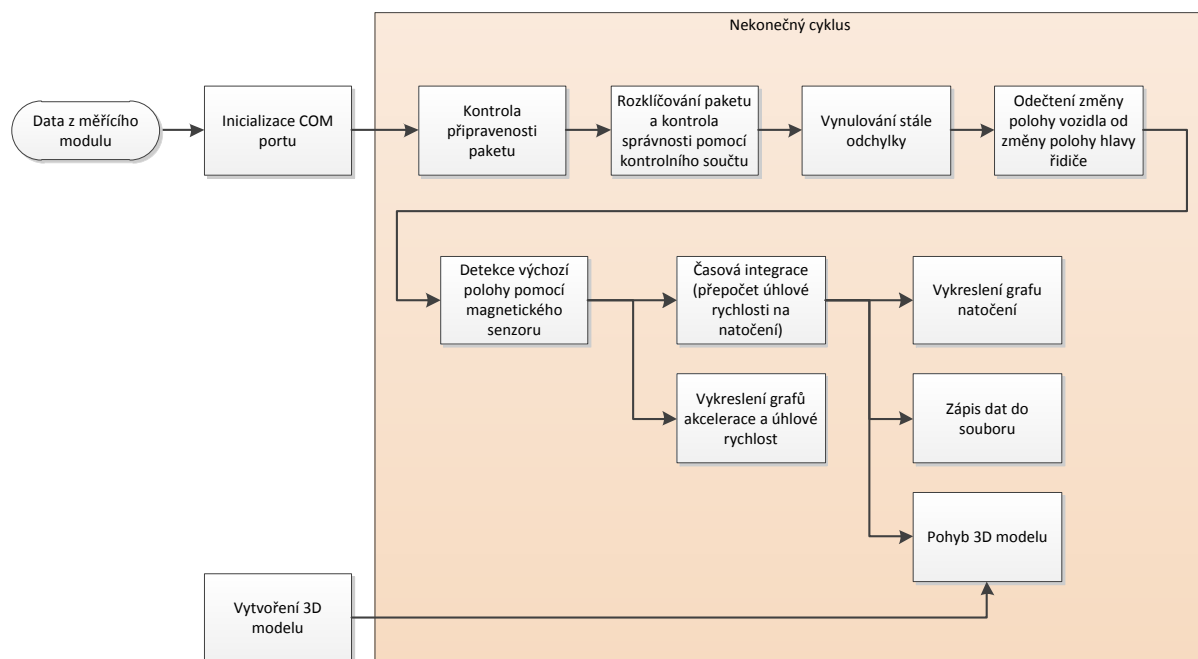 Nekonečný cyklus
Data z měřícího
modulu
Inicializace COM
portu
Kontrola
připravenosti
paketu
Rozklíčování paketu
a kontrola
správnosti pomocí
kontrolního součtu
Vynulování stále
odchylky
Odečtení změny
polohy vozidla od
změny polohy hlavy
řidiče
Detekce výchozí
polohy pomocí
magnetického
senzoru
Časová integrace
(přepočet úhlové
rychlosti na
natočení)
Vykreslení grafu
natočení
Vykreslení grafů
akcelerace a úhlové
rychlost
Zápis dat do
souboru
Pohyb 3D modelu
Vytvoření 3D
modelu